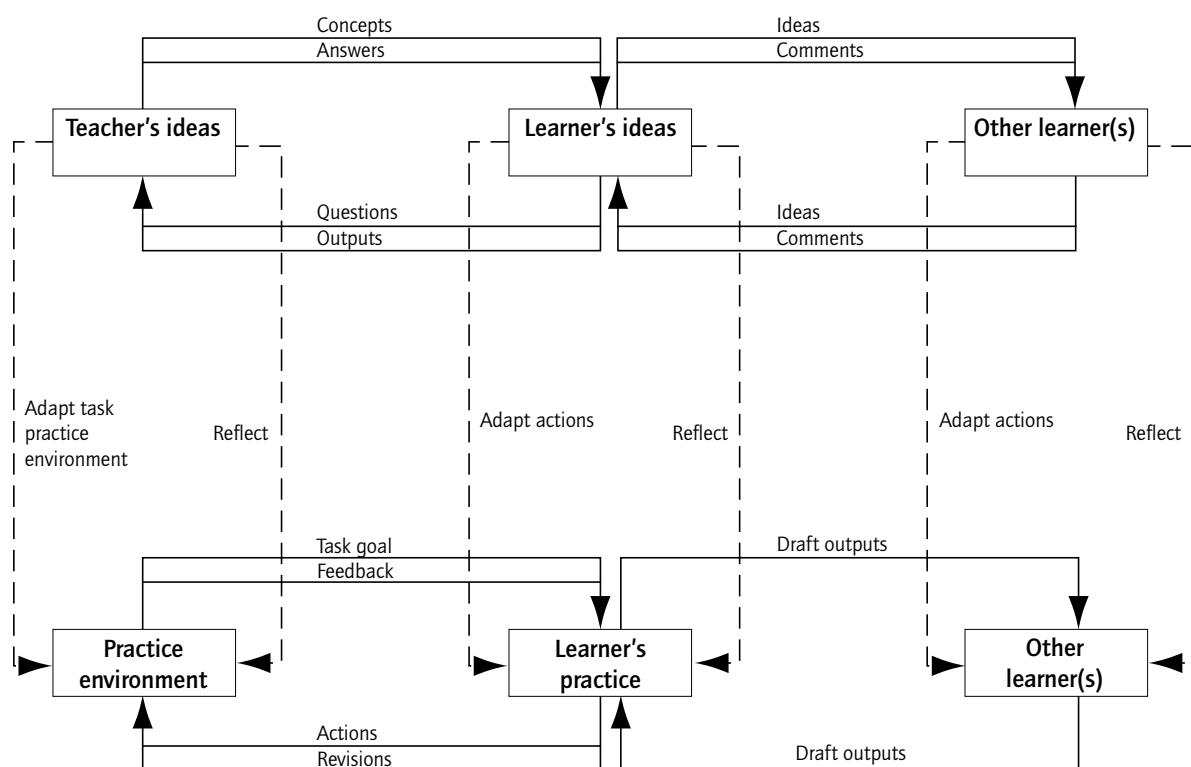 Concepts
Answers
Ideas
Comments
Teacher's ideas
Learner's ideas
Other learner(s)
Questions
Outputs
Ideas
Comments
Adapt task
practice
environment
Reflect
Adapt actions
Reflect
Adapt actions
Reflect
Task goal
Feedback
Draft outputs
Practice
environment
Learner's
practice
Other
learner(s)
Actions
Revisions
Draft outputs